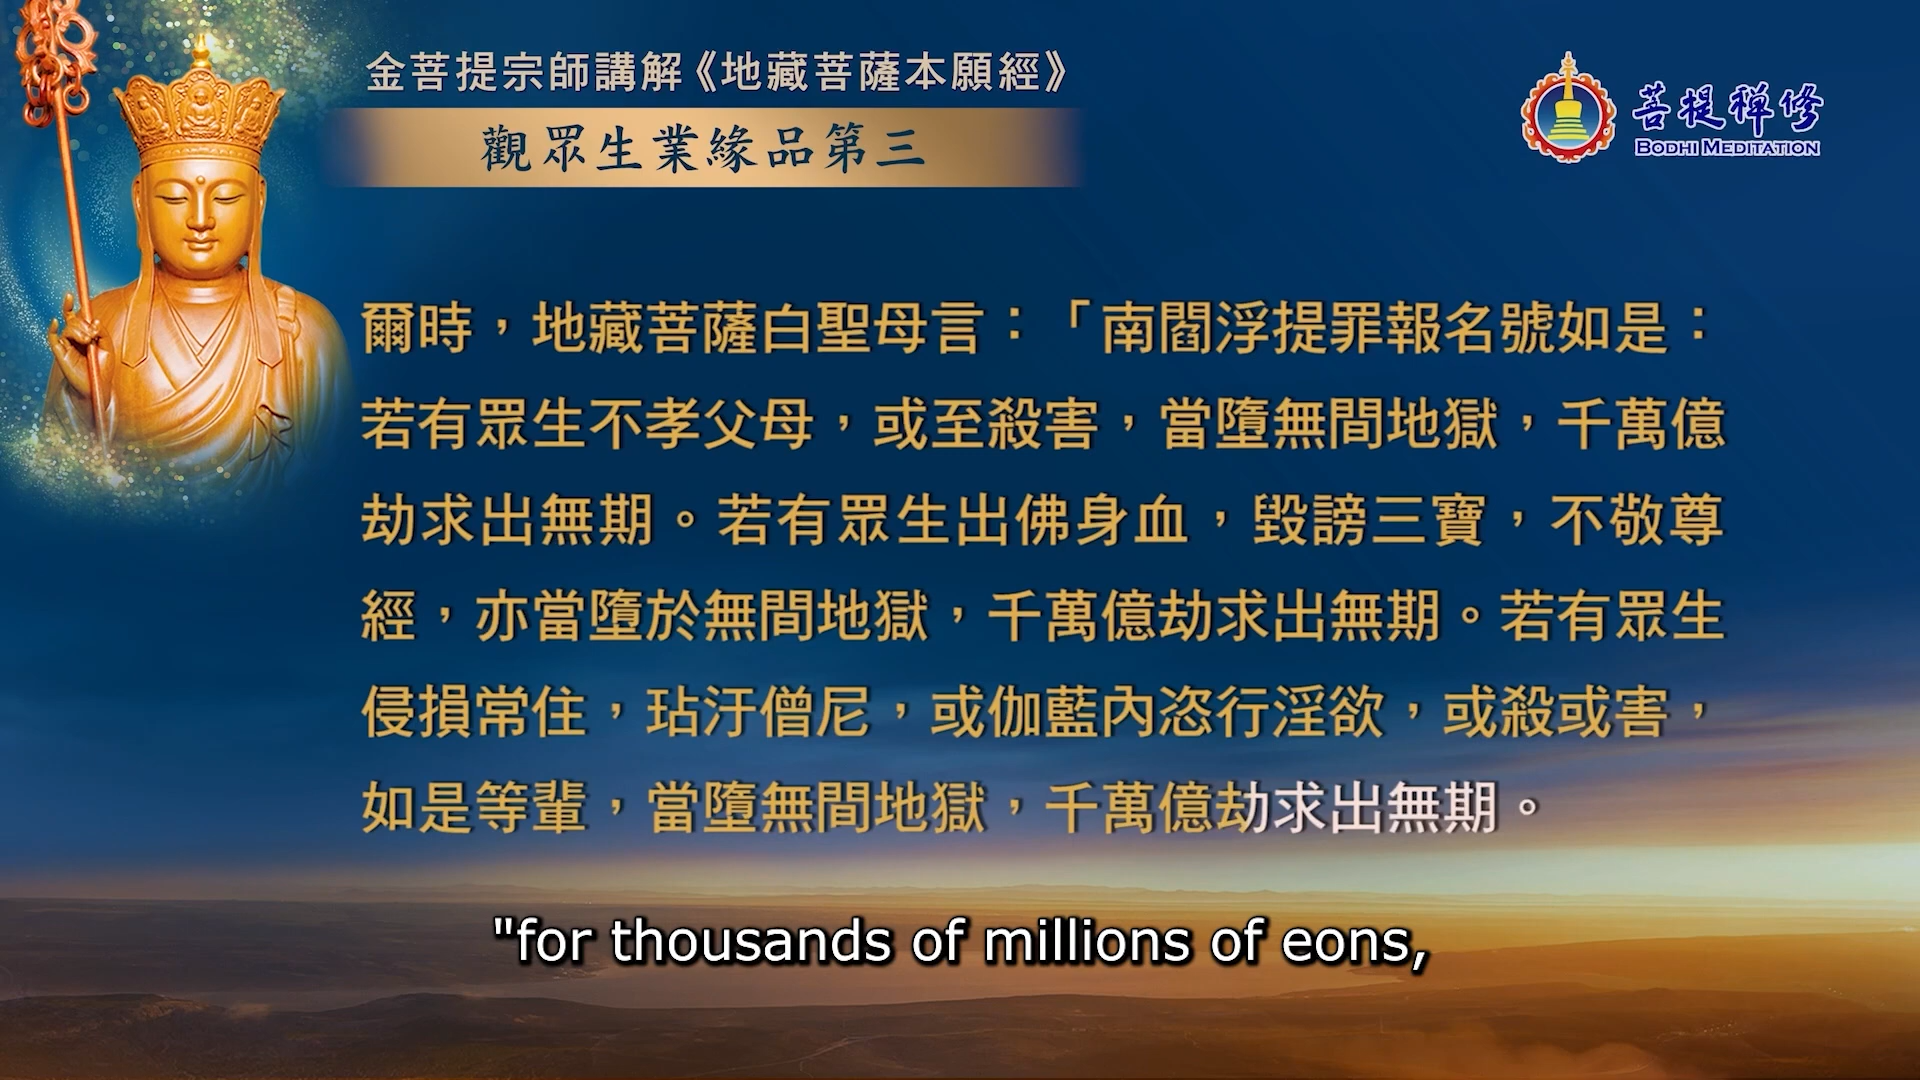 金菩提宗師講解《地藏菩薩本願經》
觀眾生業緣品第三
菩提禪修
BODHI MEDITATION
爾時，地藏菩薩白聖母言：「南閻浮提罪報名號如是：
若有眾生不孝父母，或至殺害，當墮無間地獄，千萬億
劫求出無期。若有眾生出佛身血，毀謗三寶，不敬尊
經，亦當墮於無間地獄，千萬億劫求出無期。若有眾生
侵損常住，玷汙僧尼，或伽藍內恣行淫欲，或殺或害，
如是等輩，當墮無間地獄，千萬億劫求出無期。
"for thousands of millions of eons,